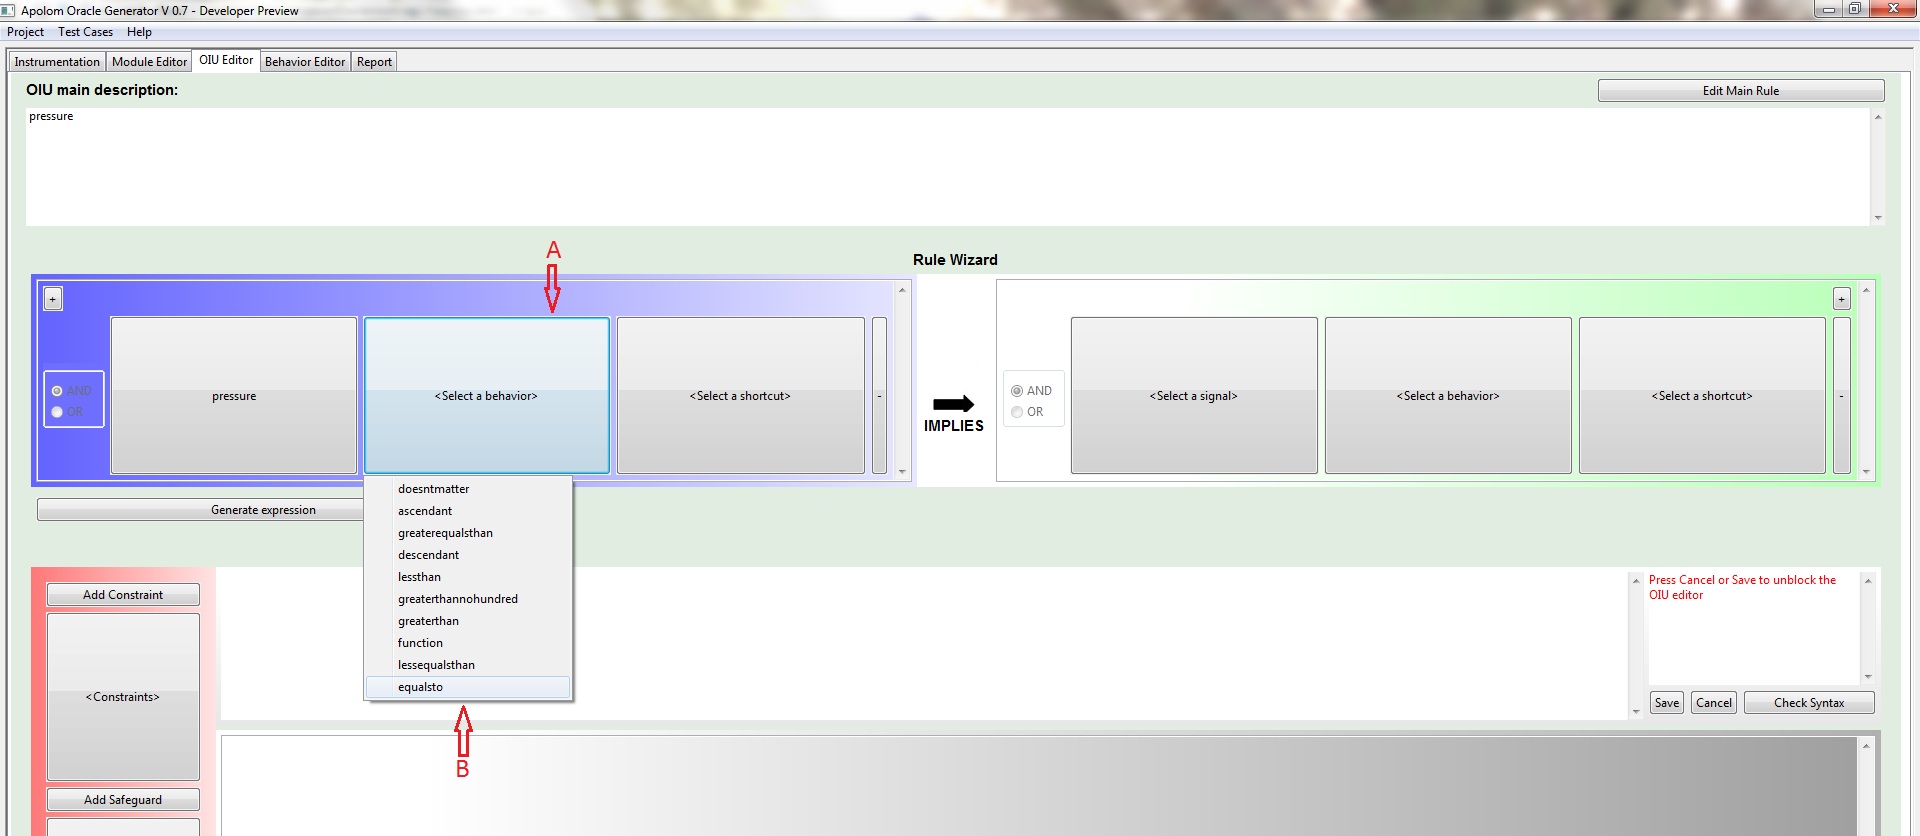 Apolom Oracle Generator V 0.7 - Developer Preview
Project Test Cases Help
Instrumentation Module Editor OIU Editor Behavior Editor Report
OIU main description:
Edit Main Rule
pressure
A
Rule Wizard
+
+
AND
OR
pressure
<Select a behavior>
<Select a shortcut>
-
IMPLIES
AND
OR
<Select a signal>
<Select a behavior>
<Select a shortcut>
-
Generate expression
doesntmatter
ascendant
greaterequalsthan
descendant
lessthan
greaterthannohundred
greaterthan
function
lessequalsthan
equalsto
B
Add Constraint
<Constraints>
Add Safeguard
Press Cancel or Save to unblock the
OIU editor
Save Cancel Check Syntax